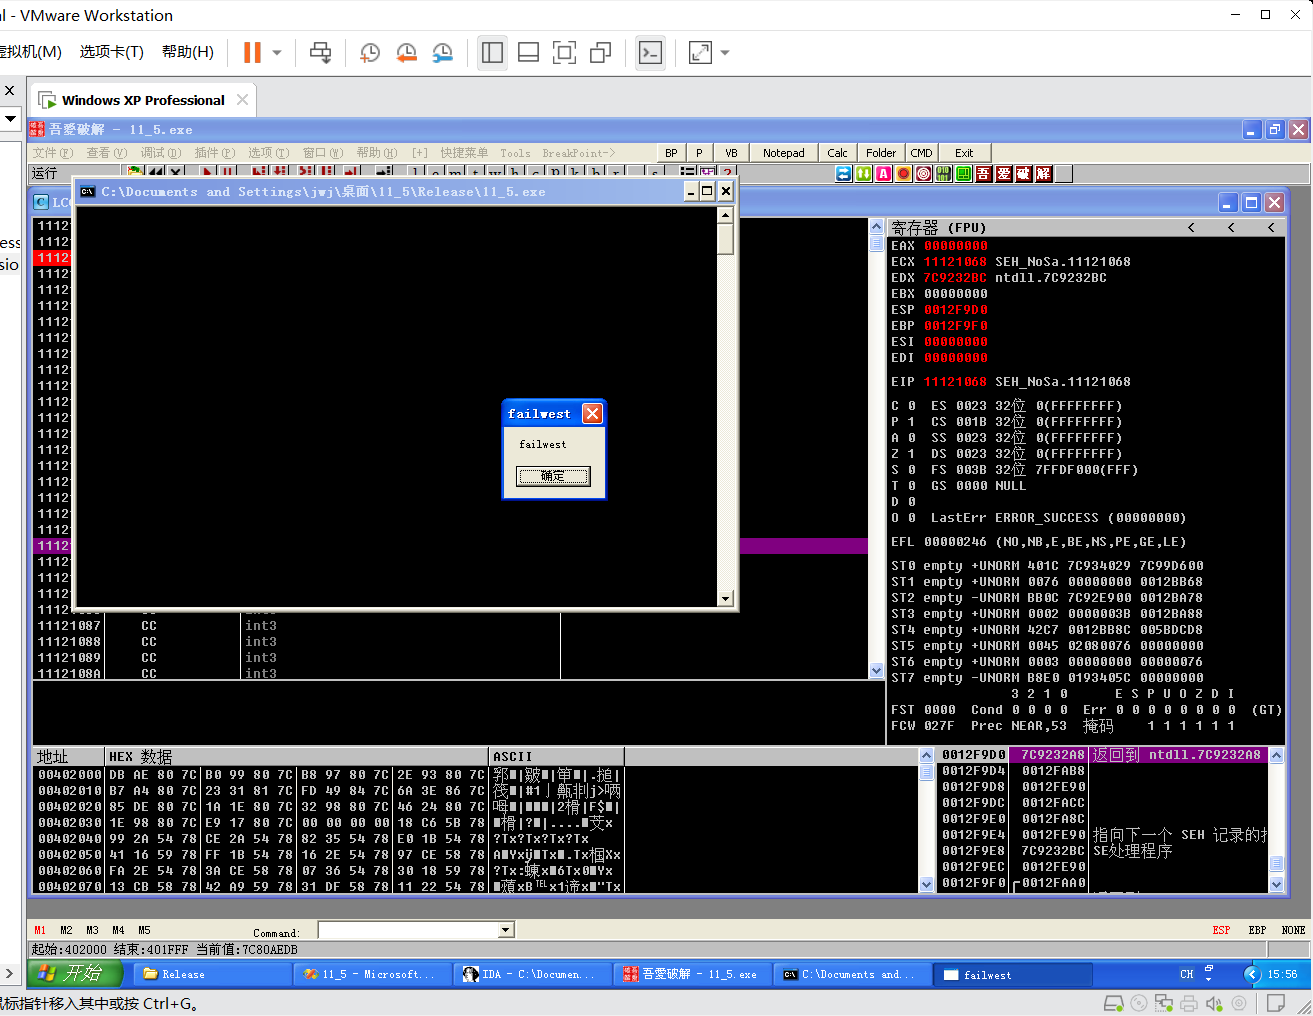 l - VMware Workstation
虚拟机(M) 选项卡(T) 帮助(H)
Windows XP Professional
吾愛破解 - 11_5.exe
文件(F) 查看(V) 调试(D) 插件(P) 选项(T) 窗口(W) 帮助(H) [+] 快捷菜单 Tools BreakPoint-> BP P VB Notepad Calc Folder CMD Exit
运行
吾 爱 破 解
C:\Documents and Settings\jwj\桌面\11_5\Release\11_5.exe
failwest
failwest
确定
11121087 CC int3
11121088 CC int3
11121089 CC int3
1112108A CC int3
寄存器 (FPU) < < <
EAX 00000000
ECX 11121068 SEH_NoSa.11121068
EDX 7C9232BC ntdll.7C9232BC
EBX 00000000
ESP 0012F9D0
EBP 0012F9F0
ESI 00000000
EDI 00000000
EIP 11121068 SEH_NoSa.11121068
C 0 ES 0023 32位 0(FFFFFFFF)
P 1 CS 001B 32位 0(FFFFFFFF)
A 0 SS 0023 32位 0(FFFFFFFF)
Z 1 DS 0023 32位 0(FFFFFFFF)
S 0 FS 003B 32位 7FFDF000(FFF)
T 0 GS 0000 NULL
D 0
O 0 LastErr ERROR_SUCCESS (00000000)
EFL 00000246 (NO,NB,E,BE,NS,PE,GE,LE)
ST0 empty +UNORM 401C 7C934029 7C99D600
ST1 empty +UNORM 0076 00000000 0012BB68
ST2 empty -UNORM BB0C 7C92E900 0012BA78
ST3 empty +UNORM 0002 0000003B 0012BA88
ST4 empty +UNORM 42C7 0012BB8C 005BDCD8
ST5 empty +UNORM 0045 02080076 00000000
ST6 empty +UNORM 0003 00000000 00000076
ST7 empty -UNORM B8E0 0193405C 00000000
3 2 1 0 E S P U O Z D I
FST 0000 Cond 0 0 0 0 Err 0 0 0 0 0 0 0 0 (GT)
FCW 027F Prec NEAR,53 掩码 1 1 1 1 1 1
地址 HEX 数据 ASCII
00402000 DB AE 80 7C B0 99 80 7C B8 97 80 7C 2E 93 80 7C
00402010 B7 A4 80 7C 23 31 81 7C FD 49 84 7C 6A 3E 86 7C
00402020 85 DE 80 7C 1A 1E 80 7C 32 98 80 7C 46 24 80 7C
00402030 1E 98 80 7C E9 17 80 7C 00 00 00 00 18 C6 5B 78
00402040 99 2A 54 78 CE 2A 54 78 82 35 54 78 E0 1B 54 78 ?Tx?Tx?Tx?Tx
00402050 41 16 59 78 FF 1B 54 78 16 2E 54 78 97 CE 58 78
00402060 FA 2E 54 78 3A CE 58 78 07 36 54 78 30 18 59 78
00402070 13 CB 58 78 42 A9 59 78 31 DF 58 78 11 22 54 78
0012F9D0 7C9232A8 返回到 ntdll.7C9232A8
0012F9D4 0012FAB8
0012F9D8 0012FE90
0012F9DC 0012FACC
0012F9E0 0012FA8C
0012F9E4 0012FE90 指向下一个 SEH 记录的
0012F9E8 7C9232BC SE处理程序
0012F9EC 0012FE90
0012F9F0 0012FAA0
M1 M2 M3 M4 M5 Command: ESP EBP NONE
起始:402000 结束:401FFF 当前值:7C80AEDB
开始 Release 11_5 - Microsoft... IDA - C:\Documen... 吾愛破解 - 11_5.exe C:\Documents and... failwest CH 15:56
鼠标指针移入其中或按 Ctrl+G。